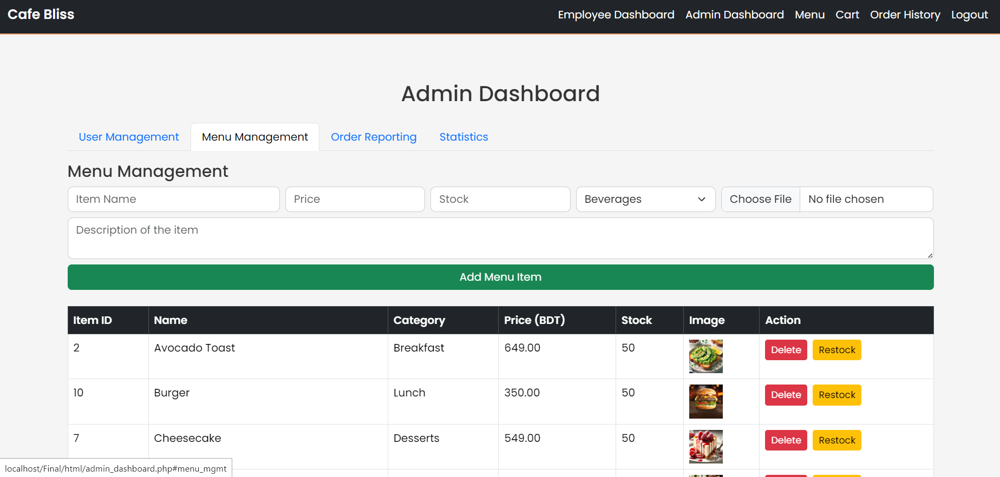 Cafe Bliss
Employee Dashboard Admin Dashboard Menu Cart Order History Logout
Admin Dashboard
User Management Menu Management Order Reporting Statistics
Menu Management
Item Name Price Stock Beverages Choose File No file chosen
Description of the item
Add Menu Item
Item ID Name Category Price (BDT) Stock Image Action
2 Avocado Toast Breakfast 649.00 50 Delete Restock
10 Burger Lunch 350.00 50 Delete Restock
7 Cheesecake Desserts 549.00 50 Delete Restock
localhost/Final/html/admin_dashboard.php#menu_mgmt